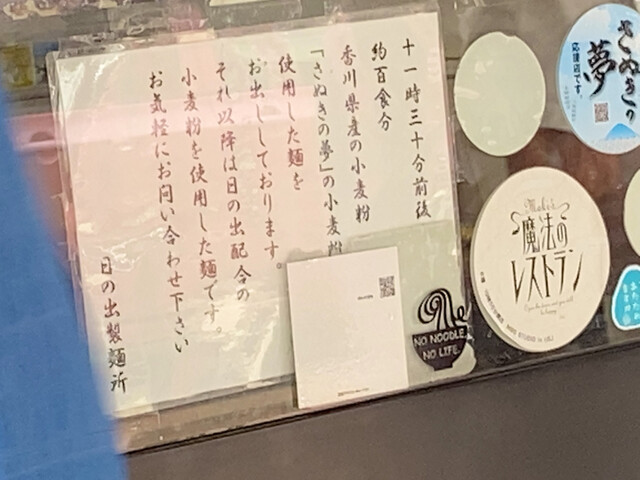 十一時三十分前後
約百食分
香川県産の小麦粉
「さぬきの夢」の小麦粉
使用した麺を
お出ししております。
それ以降は日の出配合の
小麦粉を使用した麺です。
お気軽にお問い合わせ下さい
日の出製麺所
NO NOODLE
NO LIFE.
さぬきの
夢
応援店です。
魔法の
レストラン